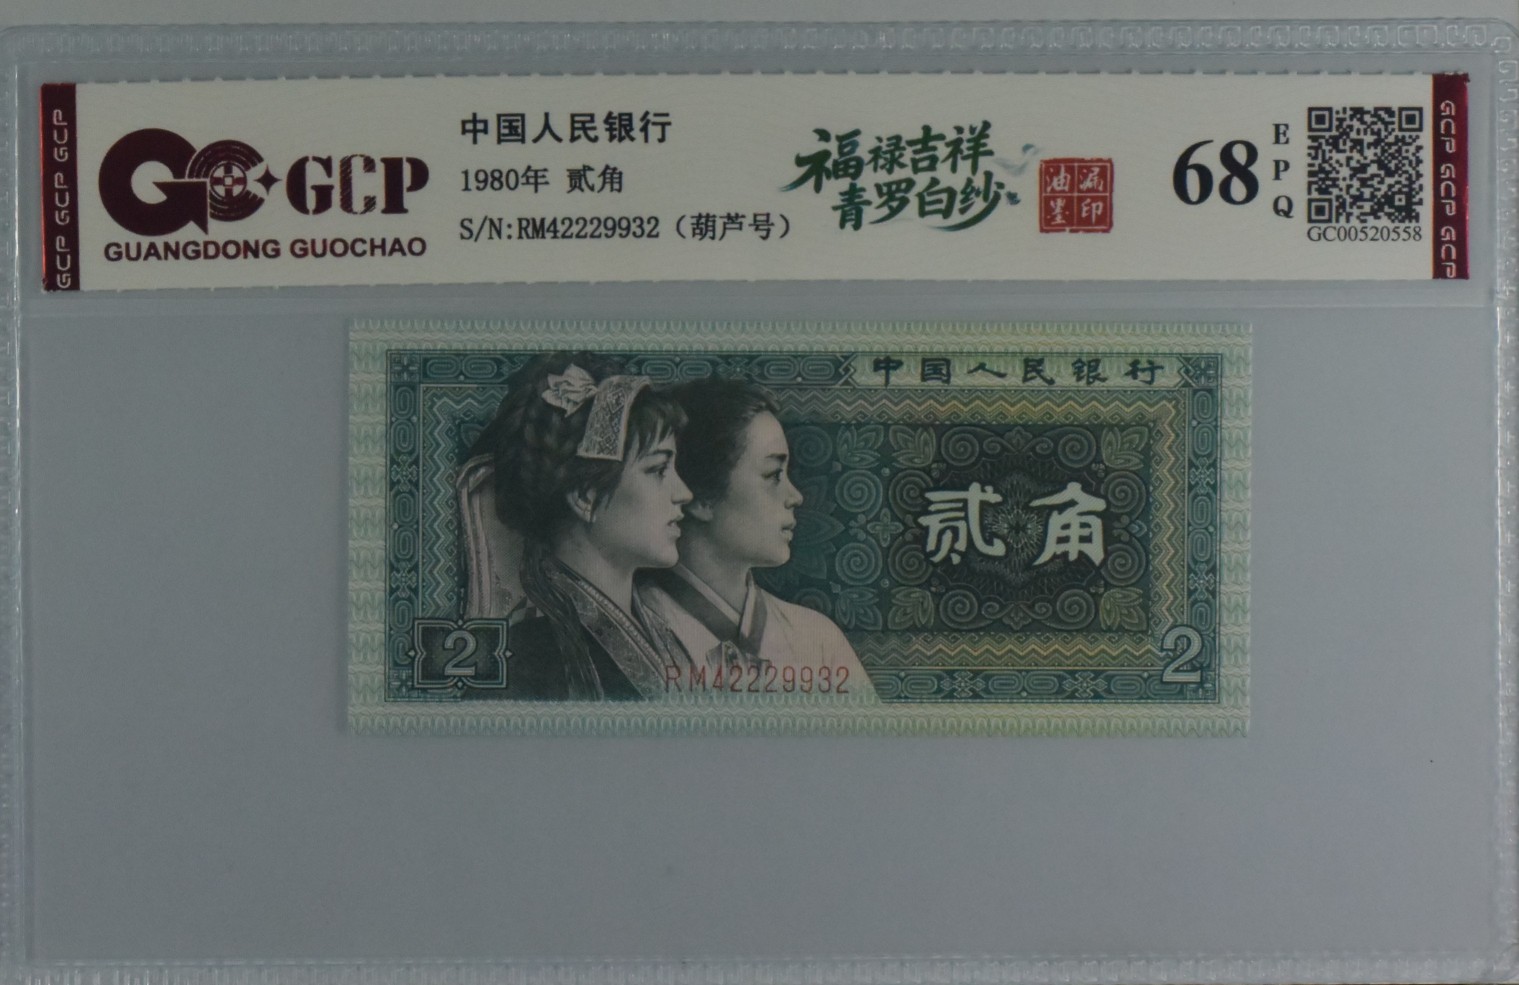 GCP GCP GCP
GCP
GUANGDONG GUOCHAO
中国人民银行
1980年 贰角
S/N:RM42229932（葫芦号）
福禄吉祥
青罗白纱
油漏
墨印
68
EPQ
GC00520558
GCP GCP GCP
中国人民银行
贰角
2
2
RM42229932